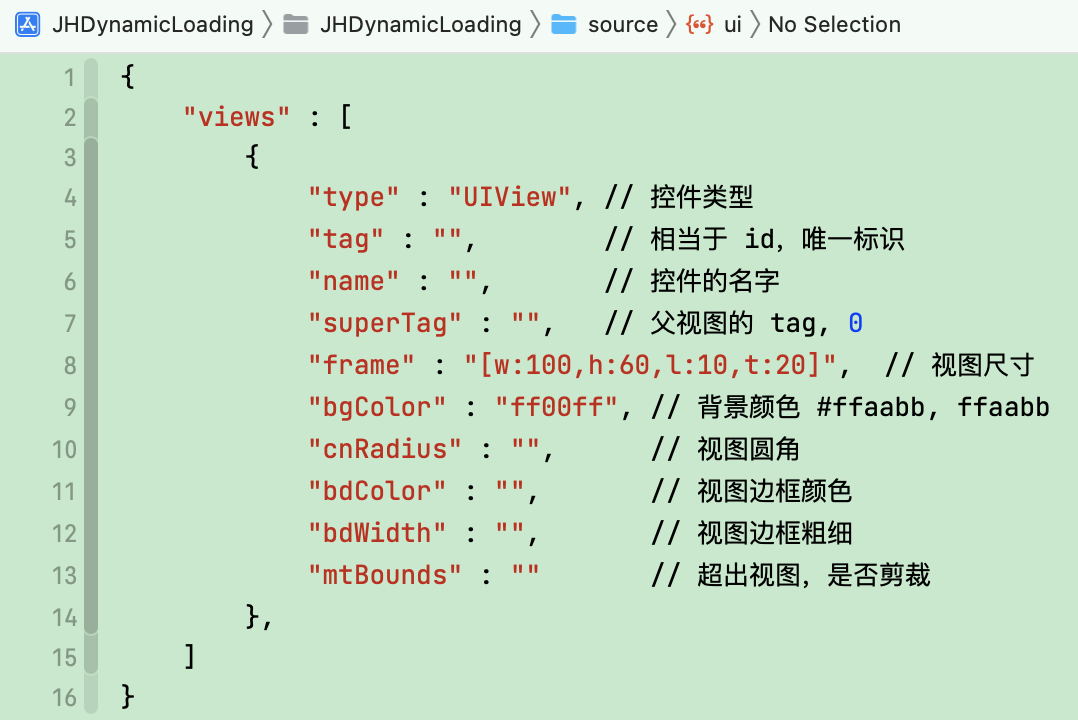 JHDynamicLoading JHDynamicLoading source ui No Selection
1 {
2 "views" : [
3 {
4 "type" : "UIView", // 控件类型
5 "tag" : "", // 相当于 id，唯一标识
6 "name" : "", // 控件的名字
7 "superTag" : "", // 父视图的 tag, 0
8 "frame" : "[w:100,h:60,l:10,t:20]", // 视图尺寸
9 "bgColor" : "ff00ff", // 背景颜色 #ffaabb, ffaabb
10 "cnRadius" : "", // 视图圆角
11 "bdColor" : "", // 视图边框颜色
12 "bdWidth" : "", // 视图边框粗细
13 "mtBounds" : "" // 超出视图，是否剪裁
14 },
15 ]
16 }